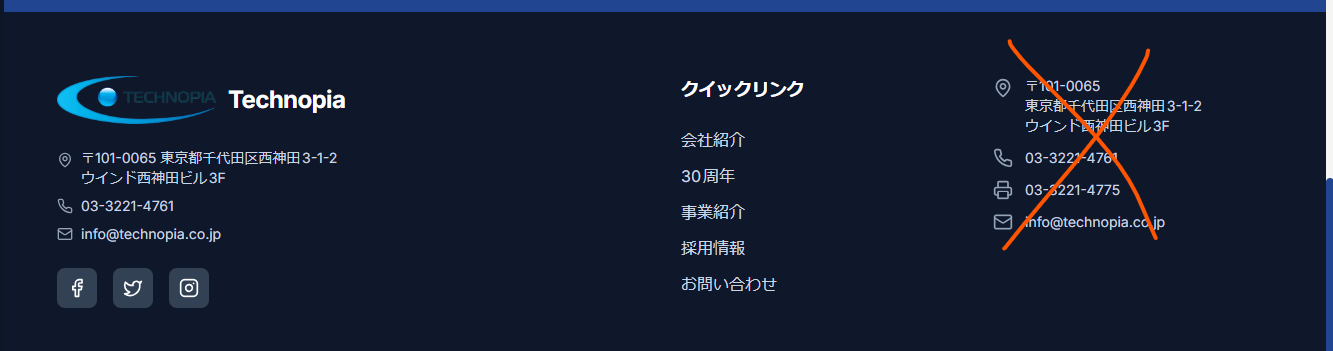 TECHNOPIA
Technopia
〒101-0065 東京都千代田区西神田3-1-2
ウインド西神田ビル3F
03-3221-4761
info@technopia.co.jp
クイックリンク
会社紹介
30周年
事業紹介
採用情報
お問い合わせ
〒101-0065
東京都千代田区西神田3-1-2
ウインド西神田ビル3F
03-3221-4761
03-3221-4775
info@technopia.co.jp